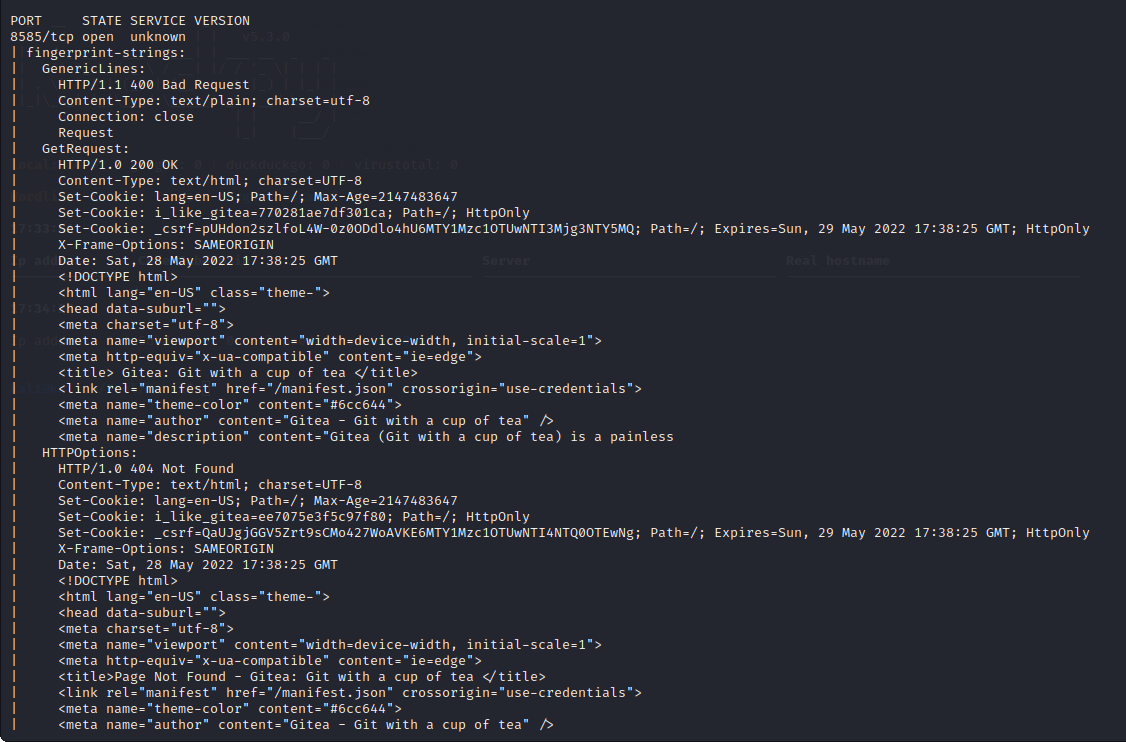 PORT STATE SERVICE VERSION
8585/tcp open unknown
| fingerprint-strings:
| GenericLines:
| HTTP/1.1 400 Bad Request
| Content-Type: text/plain; charset=utf-8
| Connection: close
| Request
| GetRequest:
| HTTP/1.0 200 OK
| Content-Type: text/html; charset=UTF-8
| Set-Cookie: lang=en-US; Path=/; Max-Age=2147483647
| Set-Cookie: i_like_gitea=770281ae7df301ca; Path=/; HttpOnly
| Set-Cookie: _csrf=pUHdon2szlfoL4W-0z0ODdlo4hU6MTY1Mzc1OTUwNTI3Mjg3NTY5MQ; Path=/; Expires=Sun, 29 May 2022 17:38:25 GMT; HttpOnly
| X-Frame-Options: SAMEORIGIN
| Date: Sat, 28 May 2022 17:38:25 GMT
| <!DOCTYPE html>
| <html lang="en-US" class="theme-">
| <head data-suburl="">
| <meta charset="utf-8">
| <meta name="viewport" content="width=device-width, initial-scale=1">
| <meta http-equiv="x-ua-compatible" content="ie=edge">
| <title> Gitea: Git with a cup of tea </title>
| <link rel="manifest" href="/manifest.json" crossorigin="use-credentials">
| <meta name="theme-color" content="#6cc644">
| <meta name="author" content="Gitea - Git with a cup of tea" />
| <meta name="description" content="Gitea (Git with a cup of tea) is a painless
| HTTPOptions:
| HTTP/1.0 404 Not Found
| Content-Type: text/html; charset=UTF-8
| Set-Cookie: lang=en-US; Path=/; Max-Age=2147483647
| Set-Cookie: i_like_gitea=ee7075e3f5c97f80; Path=/; HttpOnly
| Set-Cookie: _csrf=QaUJgjGGV5Zrt9sCMo427WoAVKE6MTY1Mzc1OTUwNTI4NTQ0OTEwNg; Path=/; Expires=Sun, 29 May 2022 17:38:25 GMT; HttpOnly
| X-Frame-Options: SAMEORIGIN
| Date: Sat, 28 May 2022 17:38:25 GMT
| <!DOCTYPE html>
| <html lang="en-US" class="theme-">
| <head data-suburl="">
| <meta charset="utf-8">
| <meta name="viewport" content="width=device-width, initial-scale=1">
| <meta http-equiv="x-ua-compatible" content="ie=edge">
| <title>Page Not Found - Gitea: Git with a cup of tea </title>
| <link rel="manifest" href="/manifest.json" crossorigin="use-credentials">
| <meta name="theme-color" content="#6cc644">
| <meta name="author" content="Gitea - Git with a cup of tea" />